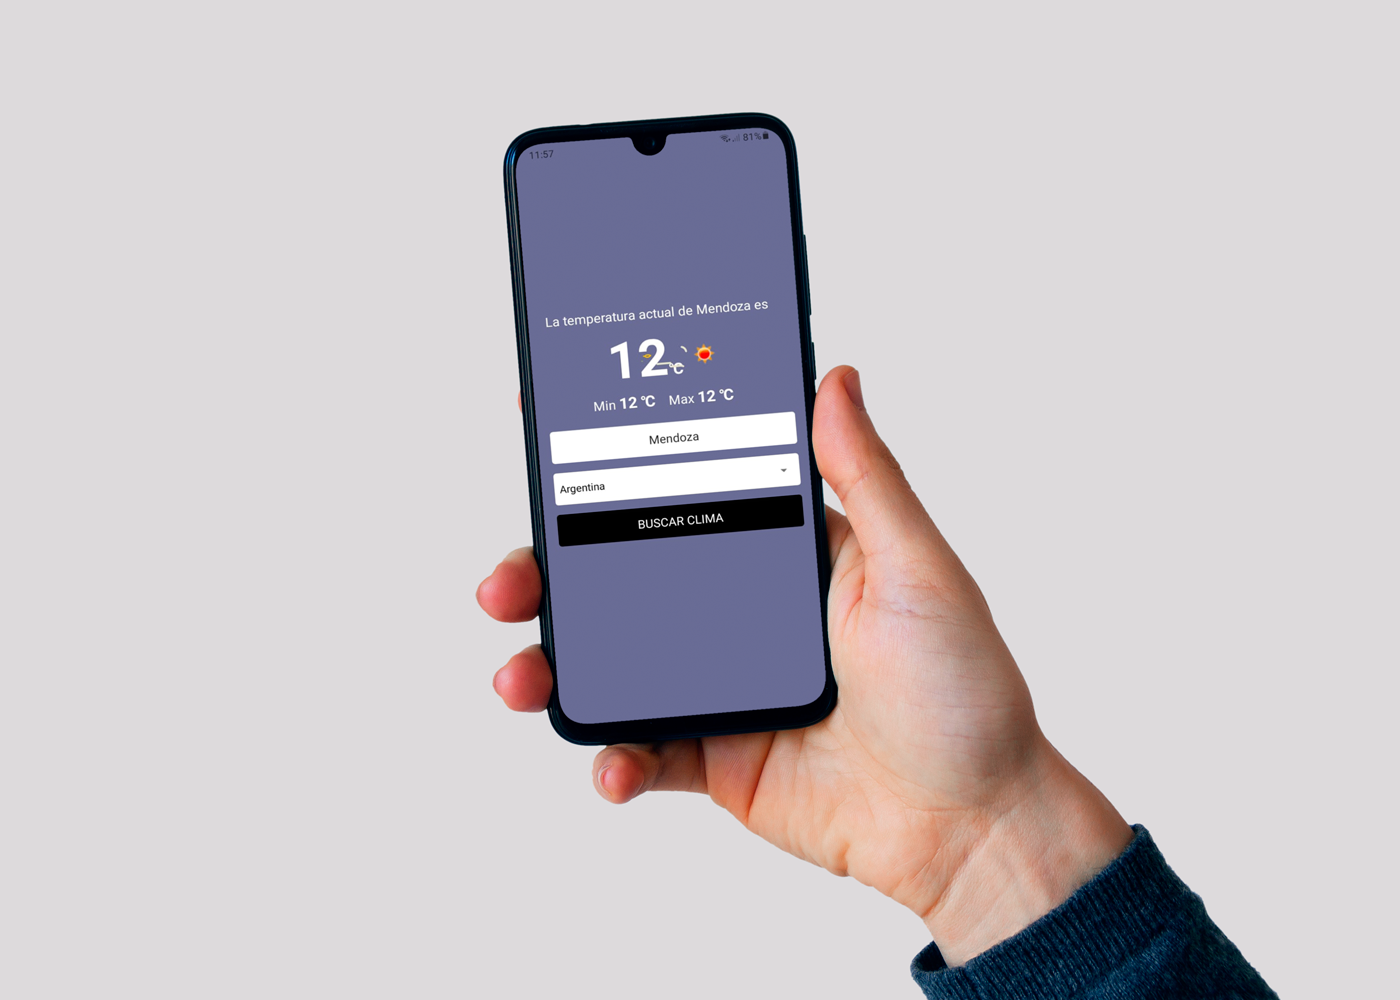 11:57
81%
La temperatura actual de Mendoza es
12 ℃
Min 12 ℃ Max 12 ℃
Mendoza
Argentina
BUSCAR CLIMA